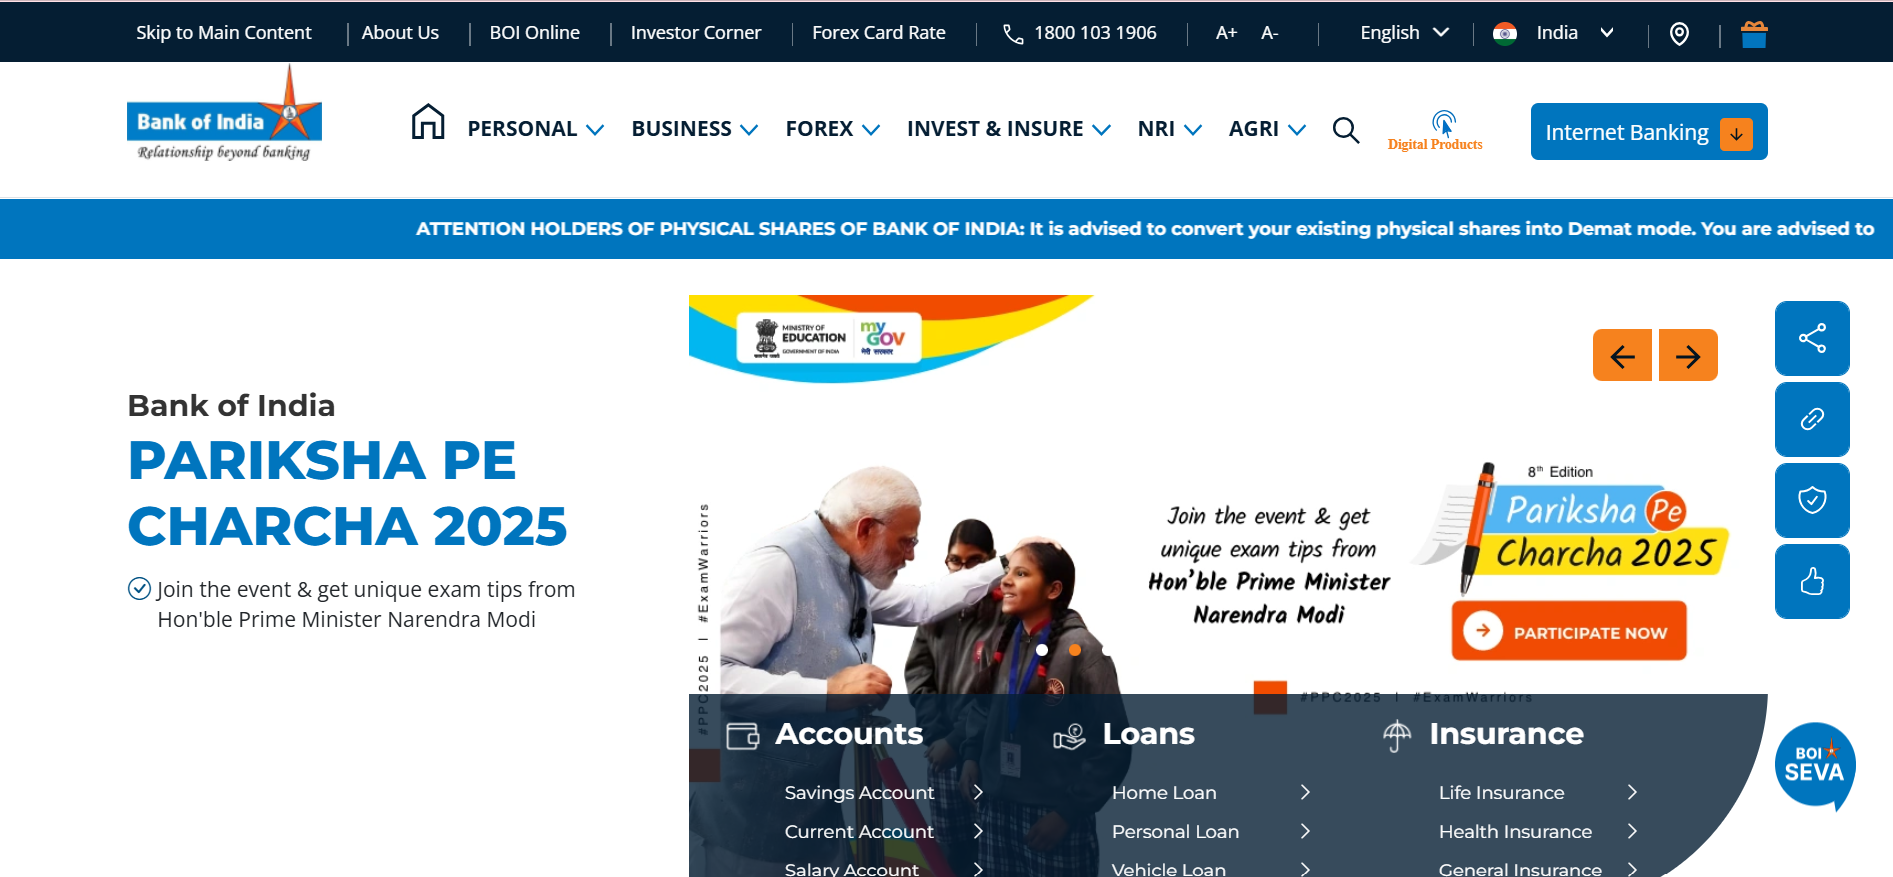 Skip to Main Content
About Us
BOI Online
Investor Corner
Forex Card Rate
1800 103 1906
A+
A-
English
India
Bank of India
Relationship beyond banking
PERSONAL
BUSINESS
FOREX
INVEST & INSURE
NRI
AGRI
Digital Products
Internet Banking
ATTENTION HOLDERS OF PHYSICAL SHARES OF BANK OF INDIA: It is advised to convert your existing physical shares into Demat mode. You are advised to
Bank of India
PARIKSHA PE
CHARCHA 2025
Join the event & get unique exam tips from
Hon'ble Prime Minister Narendra Modi
MINISTRY OF
EDUCATION
GOVERNMENT OF INDIA
my
GOV
मेरी सरकार
#PPC2025 | #ExamWarriors
Join the event & get
unique exam tips from
Hon'ble Prime Minister
Narendra Modi
8th Edition
Pariksha Pe
Charcha 2025
PARTICIPATE NOW
#PPC2025 | #ExamWarriors
Accounts
Savings Account
Current Account
Salary Account
Loans
Home Loan
Personal Loan
Vehicle Loan
Insurance
Life Insurance
Health Insurance
General Insurance
BOI
SEVA